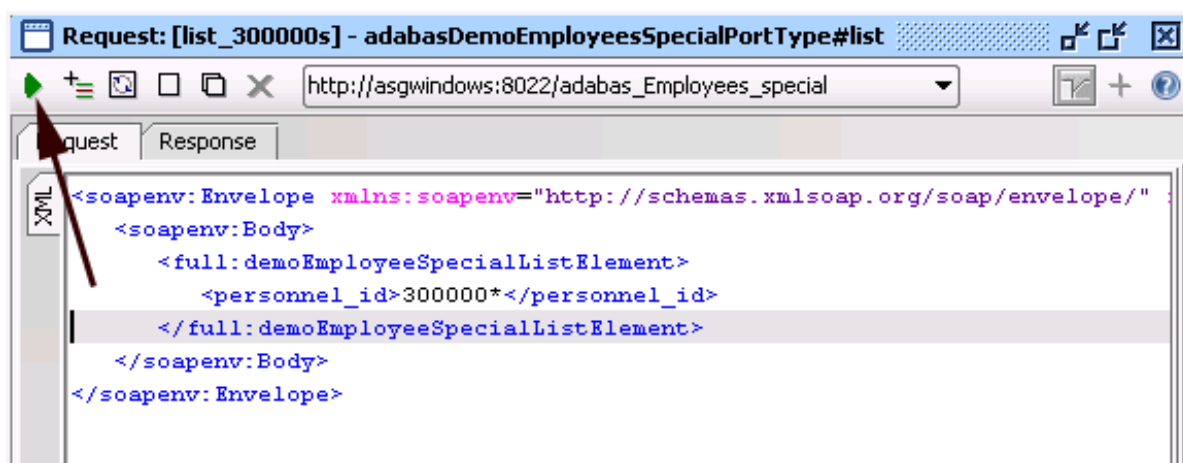 Request: [list_300000s] - adabasDemoEmployeesSpecialPortType#list
http://asgwindows:8022/adabas_Employees_special
quest Response
XML
<soapenv:Envelope xmlns:soapenv="http://schemas.xmlsoap.org/soap/envelope/"
<soapenv:Body>
<full:demoEmployeeSpecialListElement>
<personnel_id>300000*</personnel_id>
</full:demoEmployeeSpecialListElement>
</soapenv:Body>
</soapenv:Envelope>